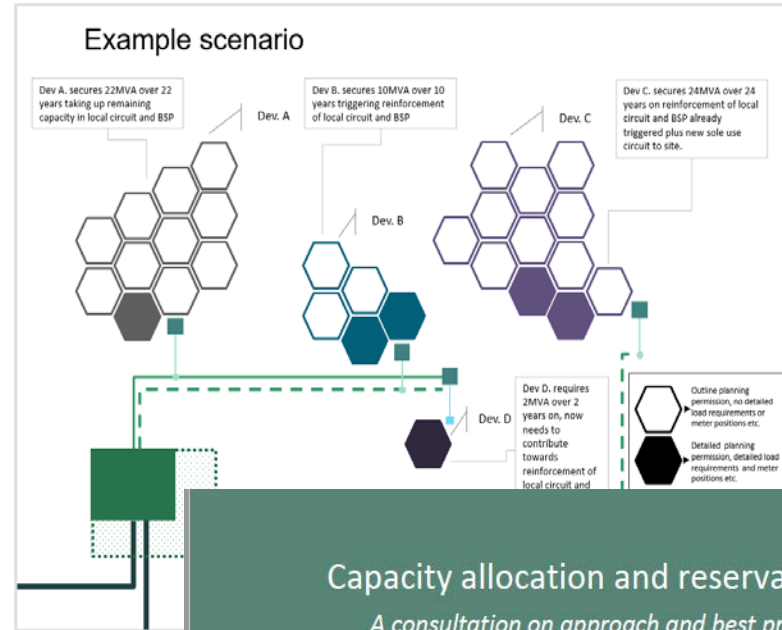 Example scenario
Dev A. secures 22MVA over 22
years taking up remaining
capacity in local circuit and BSP
Dev. A
Dev B. secures 10MVA over 10
years triggering reinforcement
of local circuit and BSP
Dev. B
Dev. C
Dev C. secures 24MVA over 24
years on reinforcement of local
circuit and BSP already
triggered plus new sole use
circuit to site.
Dev. D
Dev D. requires
2MVA over 2
years on, now
needs to
contribute
towards
reinforcement of
local circuit and
Outline planning
permission, no detailed
load requirements or
meter positions etc.
Detailed planning
permission, detailed load
requirements and meter
positions etc.
Capacity allocation and reserva
A consultation on approach and best pr